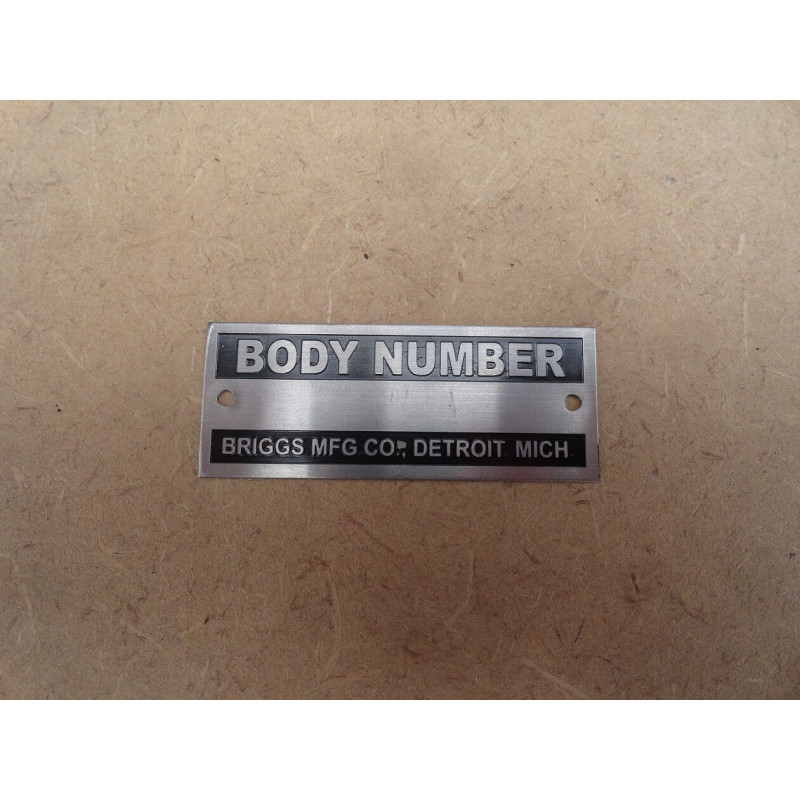 BODY NUMBER
BRIGGS MFG CO., DETROIT MICH